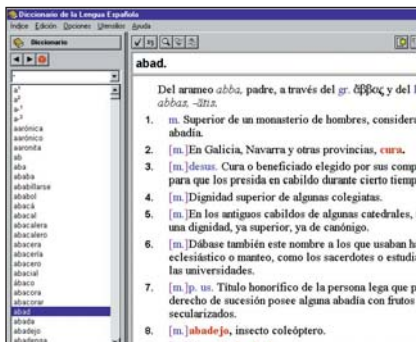 Diccionario de la Lengua Española
Índice Edición Opciones Utensilios Ayuda
Diccionario
abad.
Del arameo abba, padre, a través del gr. ἄββας, y del
abbas, -ātis.
1. m. Superior de un monasterio de hombres, considera
abadía.
2. [m.]En Galicia, Navarra y otras provincias, cura.
3. [m.]desus. Cura o beneficiado elegido por sus comp
para que los presida en cabildo durante cierto tiemp
4. [m.]Dignidad superior de algunas colegiatas.
5. [m.]En los antiguos cabildos de algunas catedrales,
una dignidad, ya superior, ya de canónigo.
6. [m.]Dábase también este nombre a los que usaban h
eclesiástico o manteo, como los sacerdotes o estudi
las universidades.
7. [m.]p. us. Título honorífico de la persona lega que p
derecho de sucesión posee alguna abadía con frutos
secularizados.
8. [m.]abadejo, insecto coleóptero.
a
a
a-
a-
aarónica
aarónico
aaronita
ab
aba
ababa
ababillarse
ababol
abacá
abacal
abacalera
abacalero
abacera
abacería
abacero
abacial
ábaco
abacora
abacorar
abad
abada
abadejo
abadenga